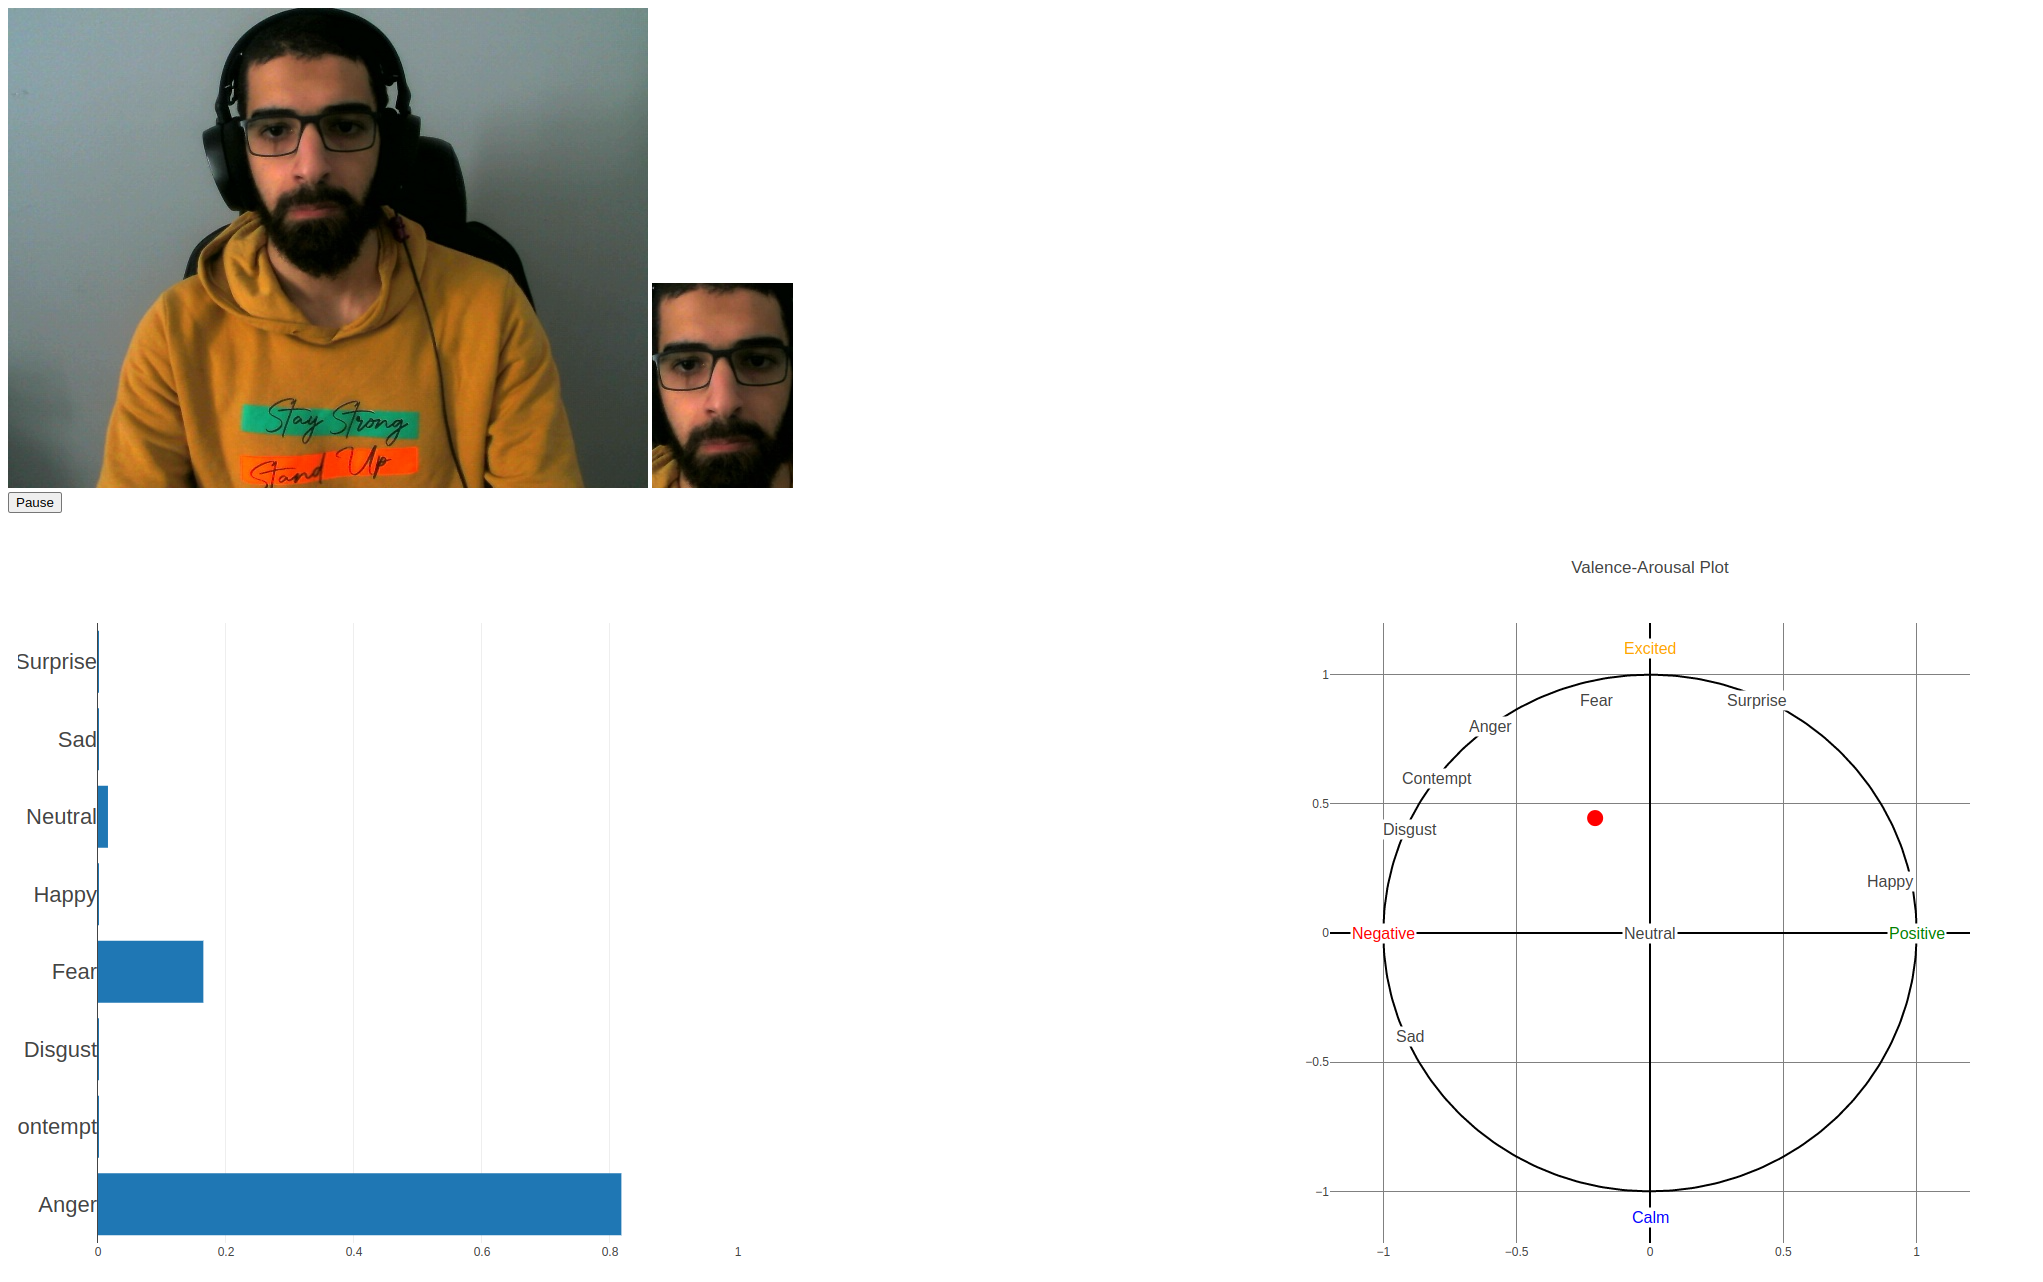 Stay Strong
Stand Up
Pause
Surprise
Sad
Neutral
Happy
Fear
Disgust
ontempt
Anger
0 0.2 0.4 0.6 0.8 1
Valence-Arousal Plot
Excited
1
Fear Surprise
Anger
Contempt
0.5
Disgust
Happy
0 Negative Neutral Positive
Sad
−0.5
−1
Calm
−1 −0.5 0 0.5 1